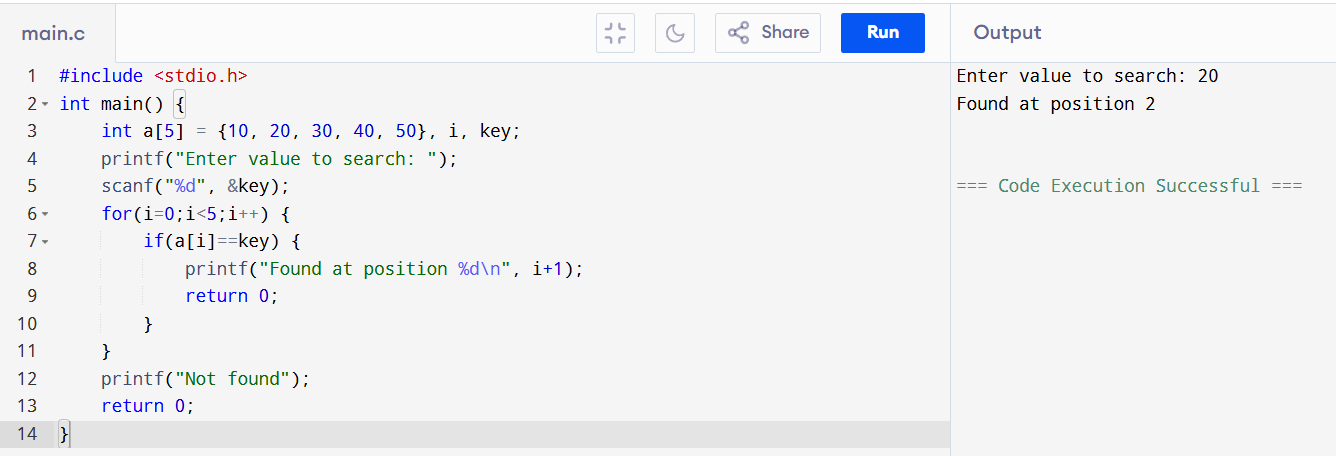 main.c
Share
Run
Output
1 #include <stdio.h>
2 int main() {
3     int a[5] = {10, 20, 30, 40, 50}, i, key;
4     printf("Enter value to search: ");
5     scanf("%d", &key);
6     for(i=0;i<5;i++) {
7         if(a[i]==key) {
8             printf("Found at position %d\n", i+1);
9             return 0;
10         }
11     }
12     printf("Not found");
13     return 0;
14 }
Enter value to search: 20
Found at position 2
=== Code Execution Successful ===